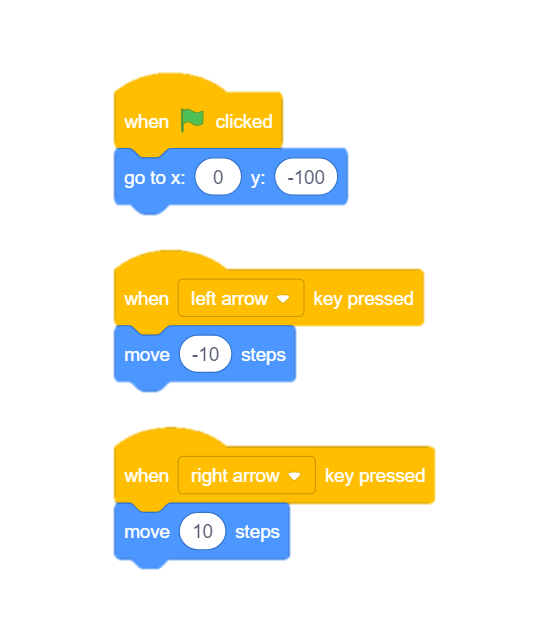 when clicked
go to x: 0 y: -100
when left arrow key pressed
move -10 steps
when right arrow key pressed
move 10 steps